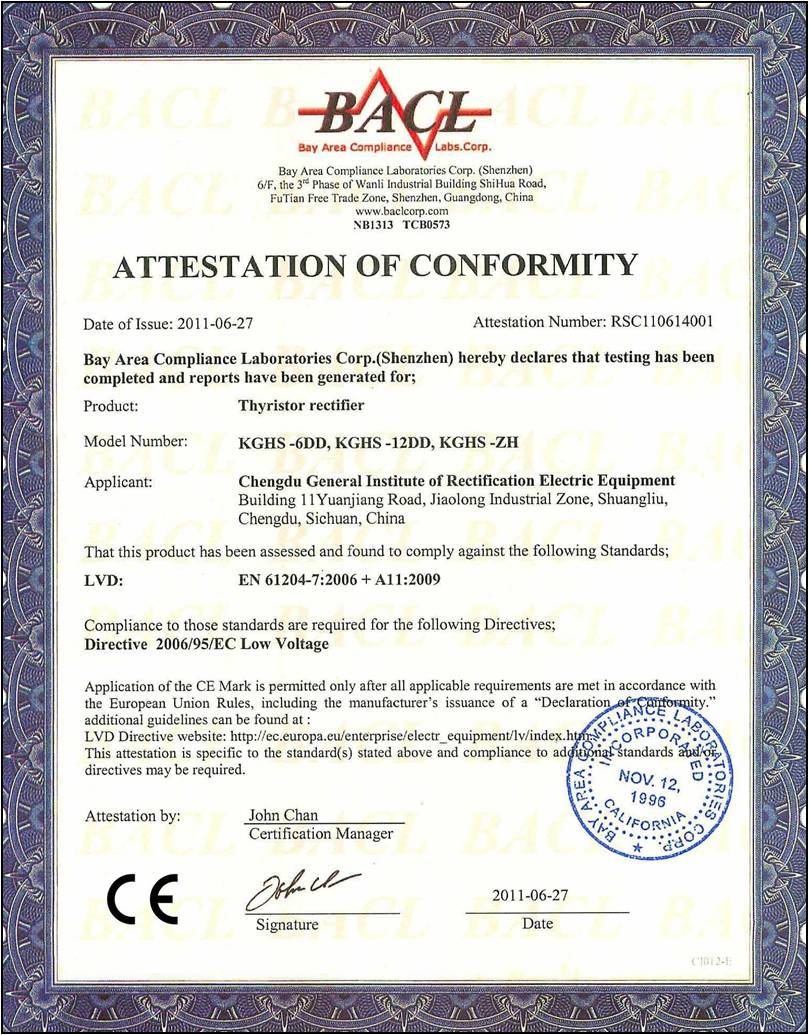 BACL
Bay Area Compliance Labs.Corp.
Bay Area Compliance Laboratories Corp. (Shenzhen)
6/F, the 3rd Phase of Wanli Industrial Building ShiHua Road,
FuTian Free Trade Zone, Shenzhen, Guangdong, China
www.baclcorp.com
NB1313 TCB0573
ATTESTATION OF CONFORMITY
Date of Issue: 2011-06-27 Attestation Number: RSC110614001
Bay Area Compliance Laboratories Corp.(Shenzhen) hereby declares that testing has been
completed and reports have been generated for;
Product: Thyristor rectifier
Model Number: KGHS -6DD, KGHS -12DD, KGHS -ZH
Applicant: Chengdu General Institute of Rectification Electric Equipment
Building 11Yuanjiang Road, Jiaolong Industrial Zone, Shuangliu,
Chengdu, Sichuan, China
That this product has been assessed and found to comply against the following Standards;
LVD: EN 61204-7:2006 + A11:2009
Compliance to those standards are required for the following Directives;
Directive 2006/95/EC Low Voltage
Application of the CE Mark is permitted only after all applicable requirements are met in accordance with
the European Union Rules, including the manufacturer's issuance of a “Declaration of Conformity.”
additional guidelines can be found at :
LVD Directive website: http://ec.europa.eu/enterprise/electr_equipment/lv/index.htm
This attestation is specific to the standard(s) stated above and compliance to additional standards and/or
directives may be required.
BAY AREA COMPLIANCE LABORATORIES CORP.
INCORPORATED
NOV. 12,
1996
CALIFORNIA
Attestation by: John Chan
Certification Manager
CE
John Ch
2011-06-27
Signature Date
CI012-E